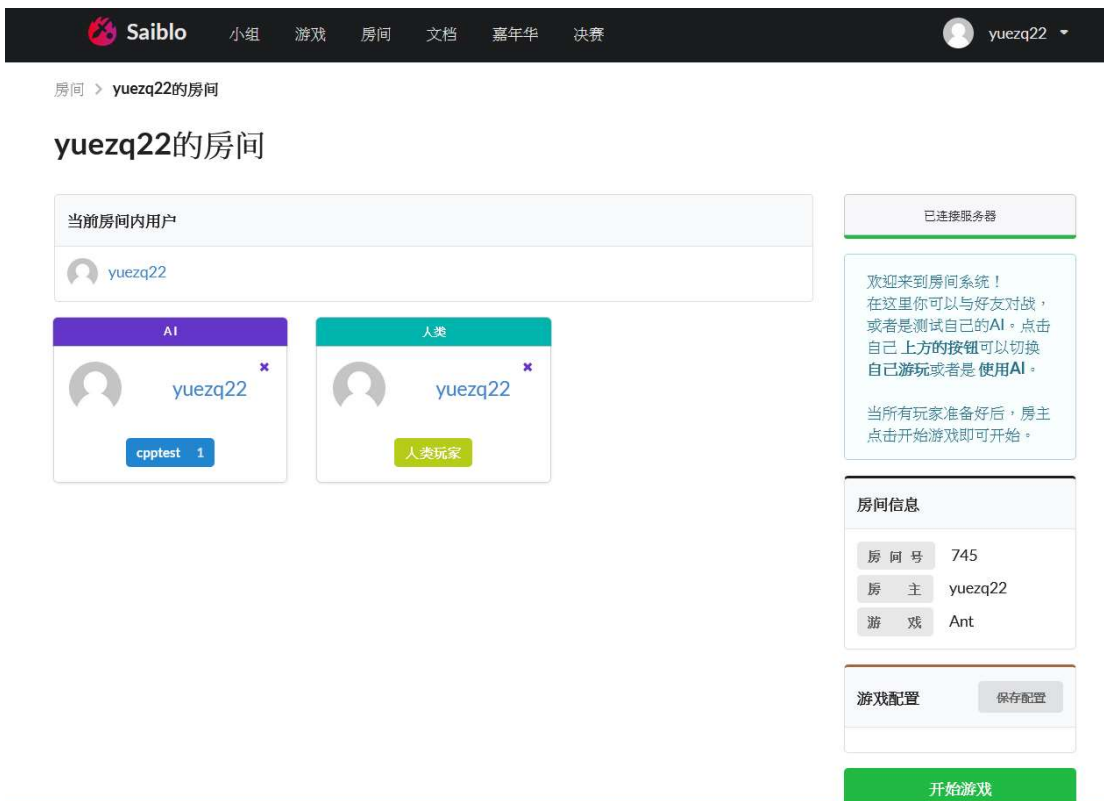 Saiblo 小组 游戏 房间 文档 嘉年华 决赛 yuezq22
房间 > yuezq22的房间
yuezq22的房间
当前房间内用户
yuezq22
AI
yuezq22
cpptest 1
人类
yuezq22
人类玩家
已连接服务器
欢迎来到房间系统！
在这里你可以与好友对战，
或者是测试自己的AI。点击
自己 上方的按钮可以切换
自己游玩或者是 使用AI。
当所有玩家准备好后，房主
点击开始游戏即可开始。
房间信息
房间号 745
房主 yuezq22
游戏 Ant
游戏配置 保存配置
开始游戏